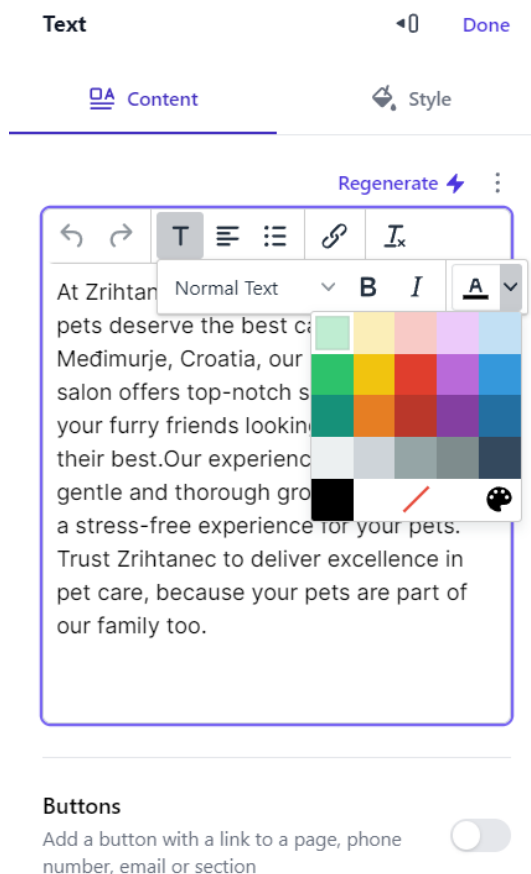 Text
Done
Content
Style
Regenerate
T
Normal Text
B
I
A
At Zrihtan
pets deserve the best ca
Međimurje, Croatia, our
salon offers top-notch s
your furry friends lookin
their best.Our experienc
gentle and thorough gro
a stress-free experience for your pets.
Trust Zrihtanec to deliver excellence in
pet care, because your pets are part of
our family too.
Buttons
Add a button with a link to a page, phone
number, email or section